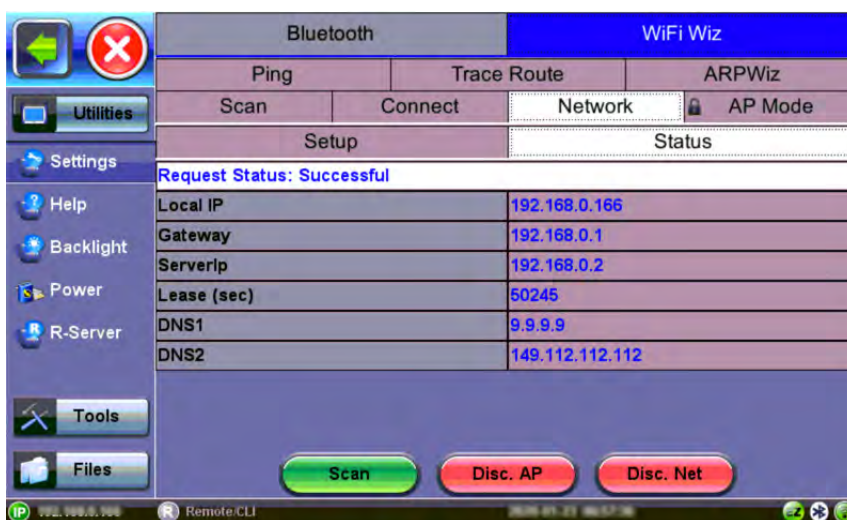 Bluetooth WiFi Wiz
Ping Trace Route ARPWiz
Utilities Scan Connect Network AP Mode
Setup Status
Settings
Request Status: Successful
Help Local IP 192.168.0.166
Gateway 192.168.0.1
Backlight
ServerIp 192.168.0.2
Power Lease (sec) 50245
R-Server DNS1 9.9.9.9
DNS2 149.112.112.112
Tools
Files Scan Disc. AP Disc. Net
IP R Remote/CLI eZ